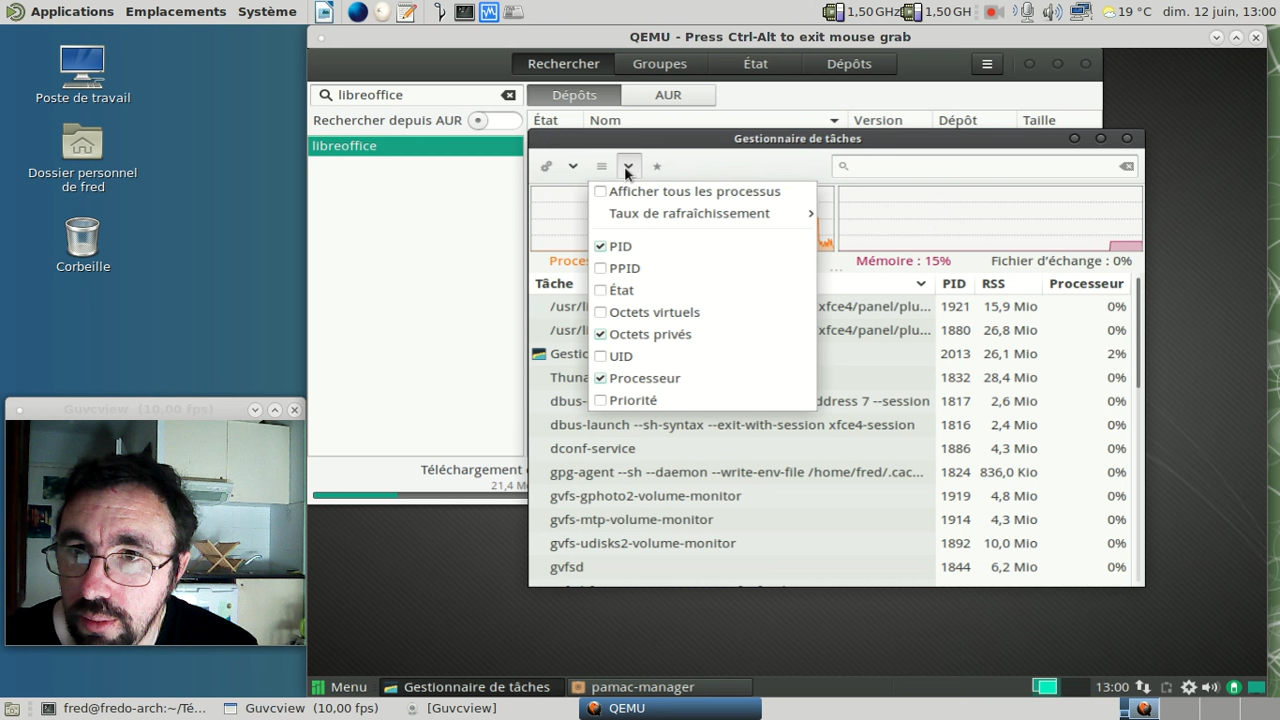 Applications Emplacements Système 1,50 GHz 1,50 GH 19 °C dim. 12 juin, 13:00
QEMU - Press Ctrl-Alt to exit mouse grab
Poste de travail
Dossier personnel
de fred
Corbeille
Rechercher Groupes État Dépôts
libreoffice Dépôts AUR
Rechercher depuis AUR État Nom Version Dépôt Taille
libreoffice
Gestionnaire de tâches
Afficher tous les processus
Taux de rafraîchissement
PID
PPID
État
Octets virtuels
Octets privés
UID
Processeur
Priorité
Proces Mémoire : 15% Fichier d'échange : 0%
Tâche PID RSS Processeur
/usr/li xfce4/panel/plu... 1921 15,9 Mio 0%
/usr/li xfce4/panel/plu... 1880 26,8 Mio 0%
Gestic 2013 26,1 Mio 2%
Thuna 1832 28,4 Mio 0%
dbus- ddress 7 --session 1817 2,6 Mio 0%
dbus-launch --sh-syntax --exit-with-session xfce4-session 1816 2,4 Mio 0%
dconf-service 1886 4,3 Mio 0%
gpg-agent --sh --daemon --write-env-file /home/fred/.cac... 1824 836,0 Kio 0%
gvfs-gphoto2-volume-monitor 1919 4,8 Mio 0%
gvfs-mtp-volume-monitor 1914 4,3 Mio 0%
gvfs-udisks2-volume-monitor 1892 10,0 Mio 0%
gvfsd 1844 6,2 Mio 0%
Téléchargement
21,4 M
Guvcview (10,00 fps)
Menu Gestionnaire de tâches pamac-manager 13:00
fred@fredo-arch:~/Té... Guvcview (10,00 fps) [Guvcview] QEMU